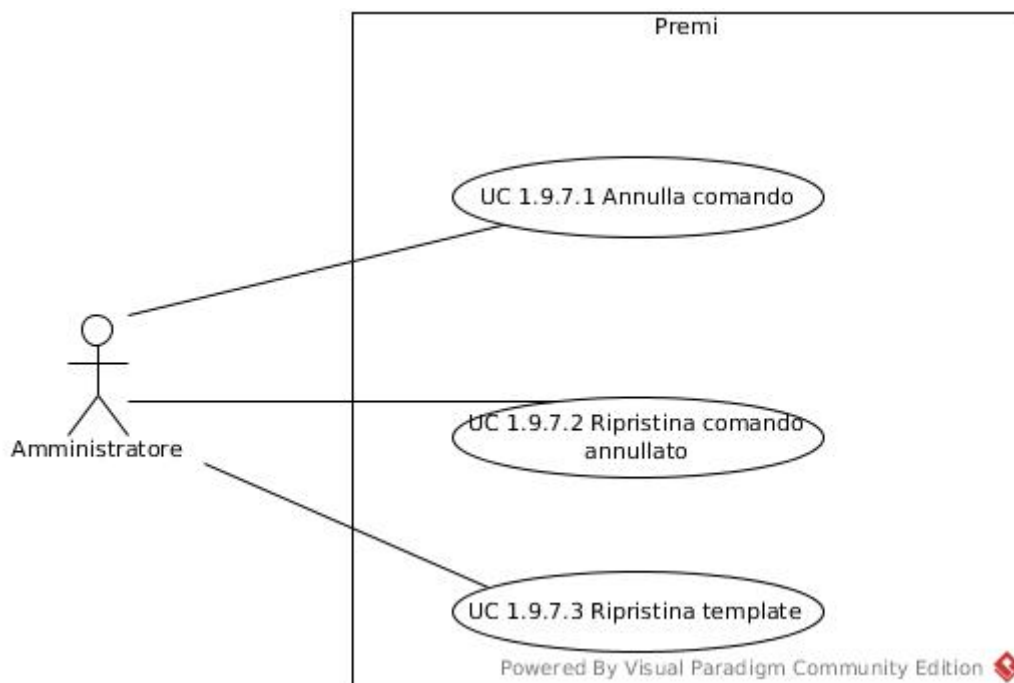 Premi
UC 1.9.7.1 Annulla comando
UC 1.9.7.2 Ripristina comando
annullato
Amministratore
UC 1.9.7.3 Ripristina template
Powered By Visual Paradigm Community Edition